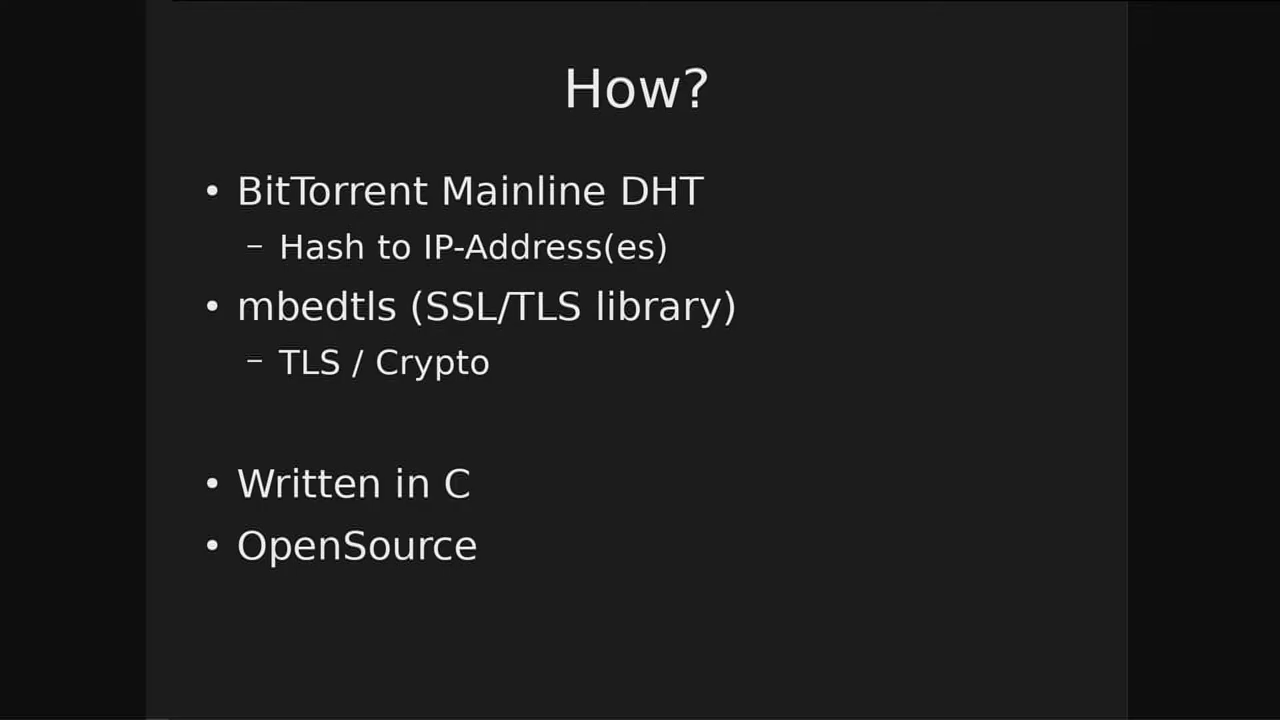 How?
• BitTorrent Mainline DHT
– Hash to IP-Address(es)
• mbedtls (SSL/TLS library)
– TLS / Crypto
• Written in C
• OpenSource